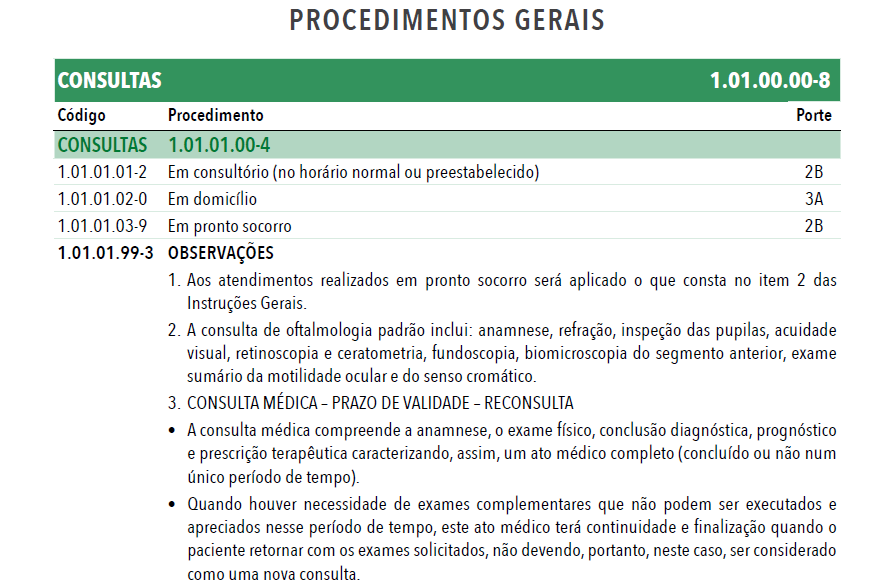 PROCEDIMENTOS GERAIS
CONSULTAS 1.01.00.00-8
Código Procedimento Porte
CONSULTAS 1.01.01.00-4
1.01.01.01-2 Em consultório (no horário normal ou preestabelecido) 2B
1.01.01.02-0 Em domicílio 3A
1.01.01.03-9 Em pronto socorro 2B
1.01.01.99-3 OBSERVAÇÕES
1. Aos atendimentos realizados em pronto socorro será aplicado o que consta no item 2 das
Instruções Gerais.
2. A consulta de oftalmologia padrão inclui: anamnese, refração, inspeção das pupilas, acuidade
visual, retinoscopia e ceratometria, fundoscopia, biomicroscopia do segmento anterior, exame
sumário da motilidade ocular e do senso cromático.
3. CONSULTA MÉDICA – PRAZO DE VALIDADE – RECONSULTA
• A consulta médica compreende a anamnese, o exame físico, conclusão diagnóstica, prognóstico
e prescrição terapêutica caracterizando, assim, um ato médico completo (concluído ou não num
único período de tempo).
• Quando houver necessidade de exames complementares que não podem ser executados e
apreciados nesse período de tempo, este ato médico terá continuidade e finalização quando o
paciente retornar com os exames solicitados, não devendo, portanto, neste caso, ser considerado
como uma nova consulta.